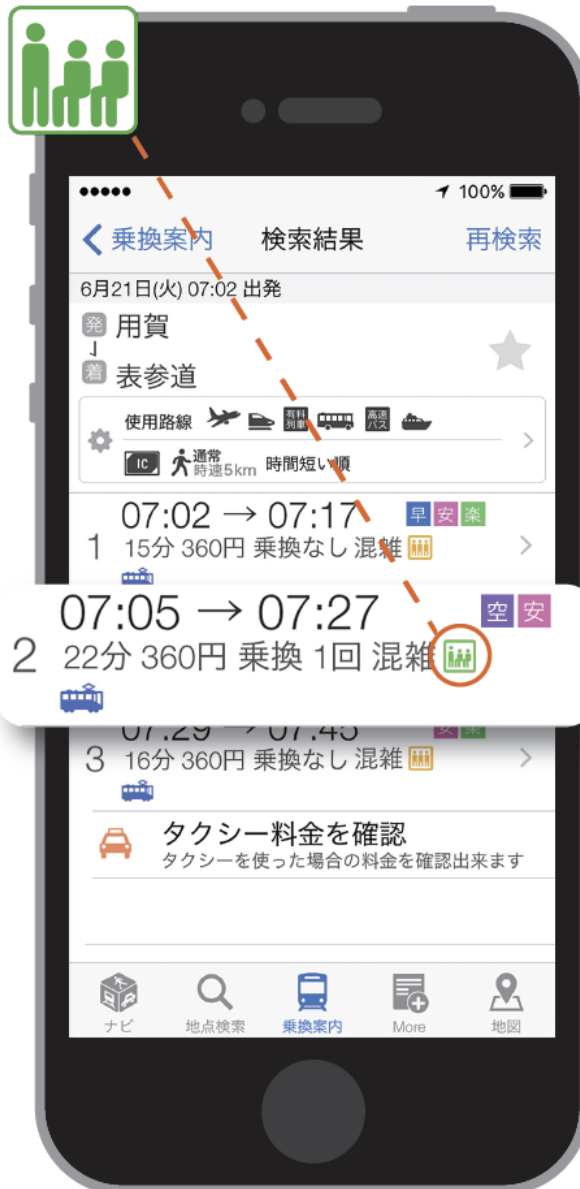 100%
乗換案内 検索結果 再検索
6月21日(火) 07:02 出発
発 用賀
着 表参道
使用路線 有料列車 高速バス
IC 通常 時速5km 時間短い順
07:02 → 07:17 早 安 楽
1 15分 360円 乗換なし 混雑
07:05 → 07:27 空 安
2 22分 360円 乗換 1回 混雑
07:29 → 07:45 安 楽
3 16分 360円 乗換なし 混雑
タクシー料金を確認
タクシーを使った場合の料金を確認出来ます
ナビ 地点検索 乗換案内 More 地図